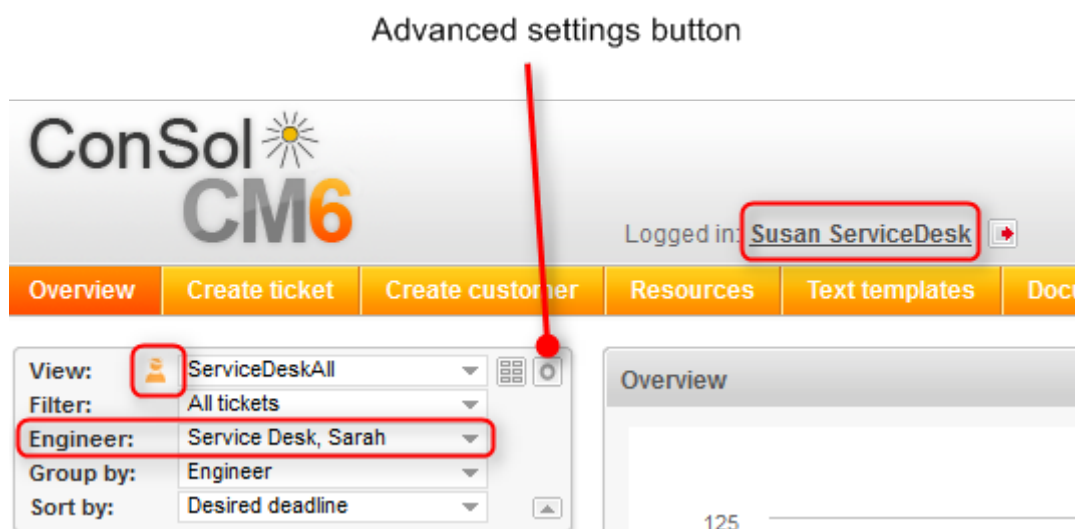 Advanced settings button
ConSol
CM6
Logged in: Susan ServiceDesk
Overview Create ticket Create customer Resources Text templates
View: ServiceDeskAll
Filter: All tickets
Engineer: Service Desk, Sarah
Group by: Engineer
Sort by: Desired deadline
Overview
125